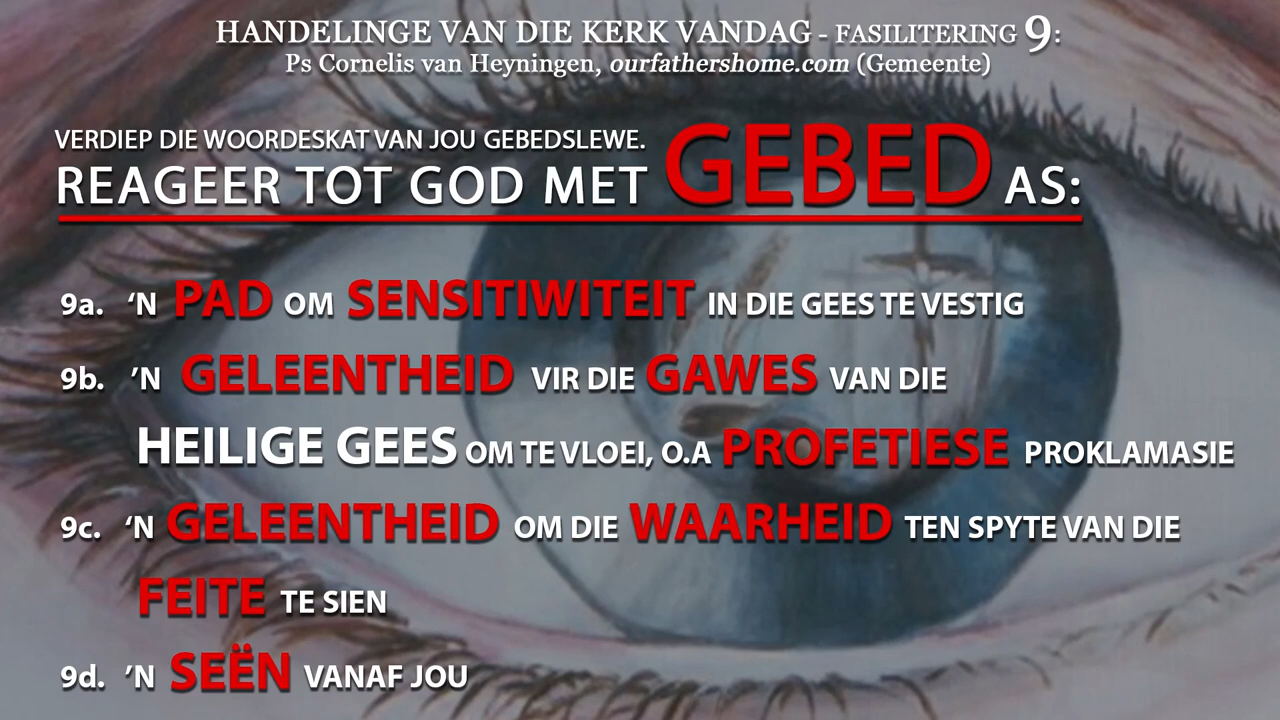 HANDELINGE VAN DIE KERK VANDAG - FASILITERING 9:
Ps Cornelis van Heyningen, ourfathershome.com (Gemeente)
VERDIEP DIE WOORDESKAT VAN JOU GEBEDSLEWE.
REAGEER TOT GOD MET GEBED AS:
9a. ‘N PAD OM SENSITIWITEIT IN DIE GEES TE VESTIG
9b. ’N GELEENTHEID VIR DIE GAWES VAN DIE
HEILIGE GEES OM TE VLOEI, O.A PROFETIESE PROKLAMASIE
9c. ‘N GELEENTHEID OM DIE WAARHEID TEN SPYTE VAN DIE
FEITE TE SIEN
9d. ’N SEËN VANAF JOU